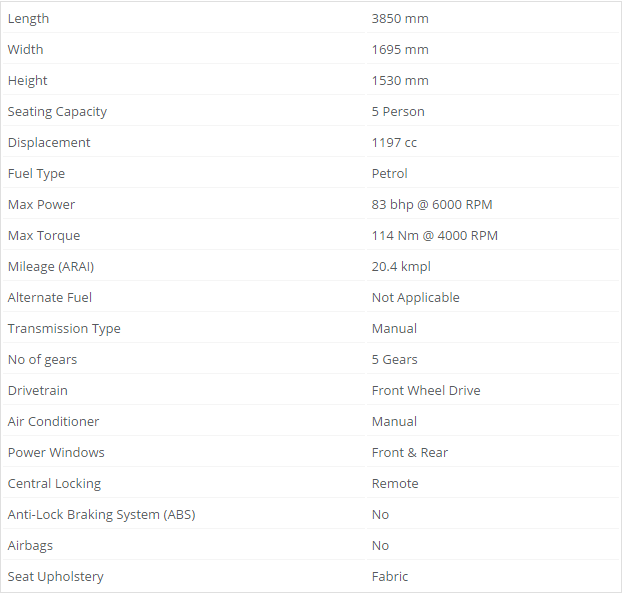 Length 3850 mm
Width 1695 mm
Height 1530 mm
Seating Capacity 5 Person
Displacement 1197 cc
Fuel Type Petrol
Max Power 83 bhp @ 6000 RPM
Max Torque 114 Nm @ 4000 RPM
Mileage (ARAI) 20.4 kmpl
Alternate Fuel Not Applicable
Transmission Type Manual
No of gears 5 Gears
Drivetrain Front Wheel Drive
Air Conditioner Manual
Power Windows Front & Rear
Central Locking Remote
Anti-Lock Braking System (ABS) No
Airbags No
Seat Upholstery Fabric